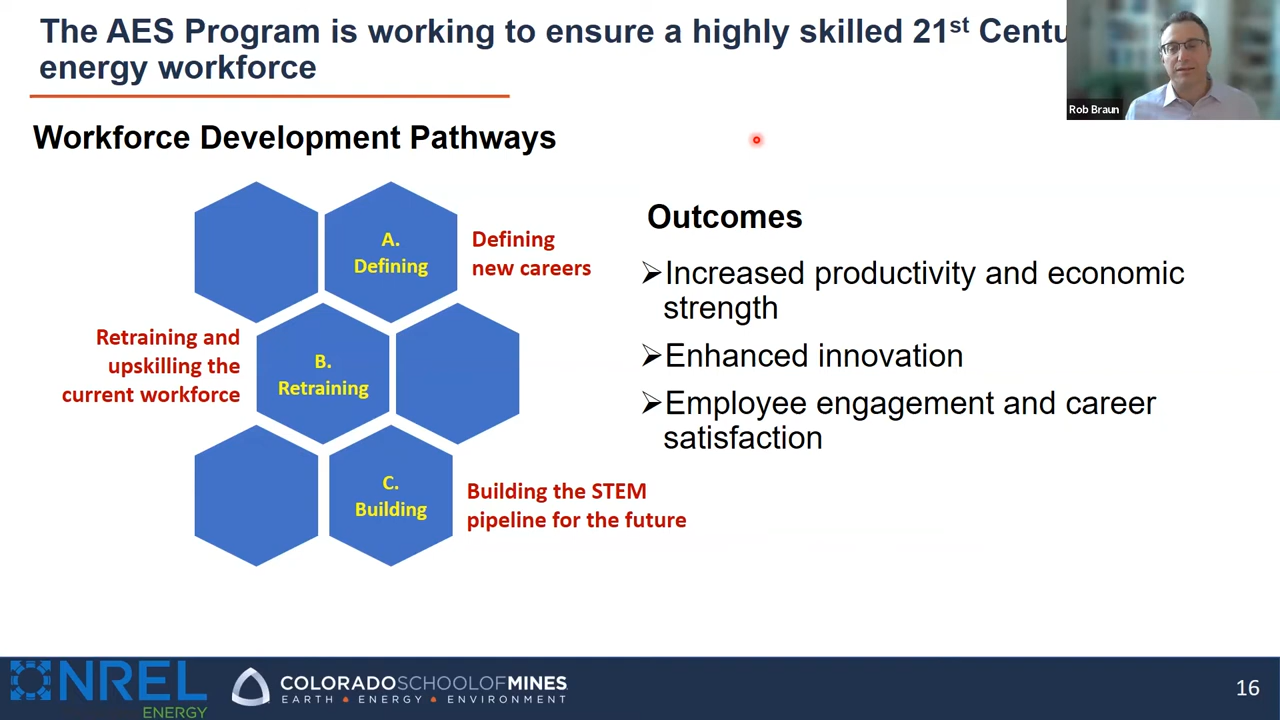 The AES Program is working to ensure a highly skilled 21st Centu
energy workforce
Rob Braun
Workforce Development Pathways
A.
Defining
Defining
new careers
Retraining and
upskilling the
current workforce
B.
Retraining
C.
Building
Building the STEM
pipeline for the future
Outcomes
➢Increased productivity and economic
strength
➢Enhanced innovation
➢Employee engagement and career
satisfaction
NREL
ENERGY
COLORADOSCHOOLOFMINES
EARTH • ENERGY • ENVIRONMENT
16